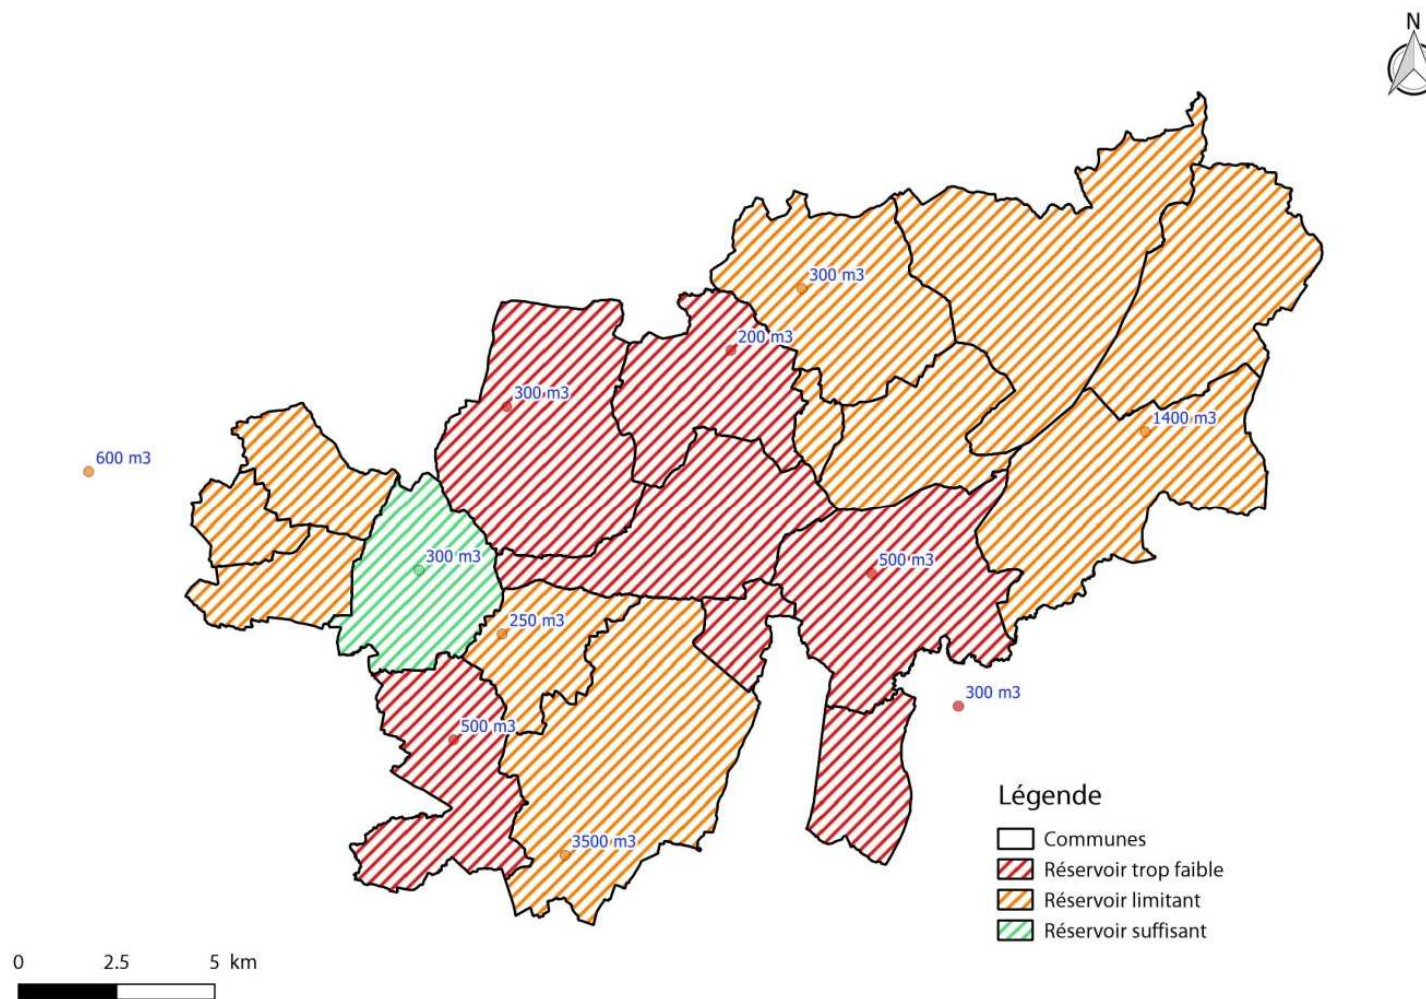 N
300 m3
200 m3
300 m3
1400 m3
600 m3
300 m3
500 m3
250 m3
300 m3
500 m3
3500 m3
Légende
Communes
Réservoir trop faible
Réservoir limitant
Réservoir suffisant
0 2.5 5 km